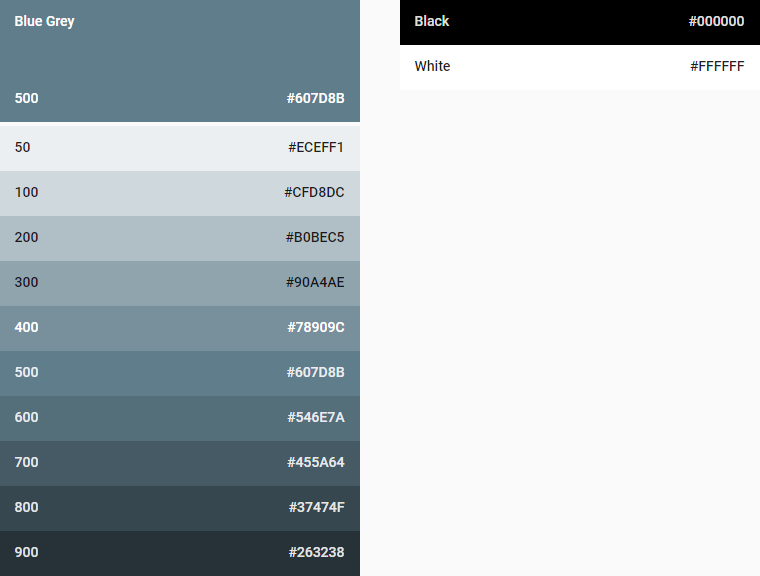 Blue Grey
500 #607D8B
50 #ECEFF1
100 #CFD8DC
200 #B0BEC5
300 #90A4AE
400 #78909C
500 #607D8B
600 #546E7A
700 #455A64
800 #37474F
900 #263238
Black #000000
White #FFFFFF